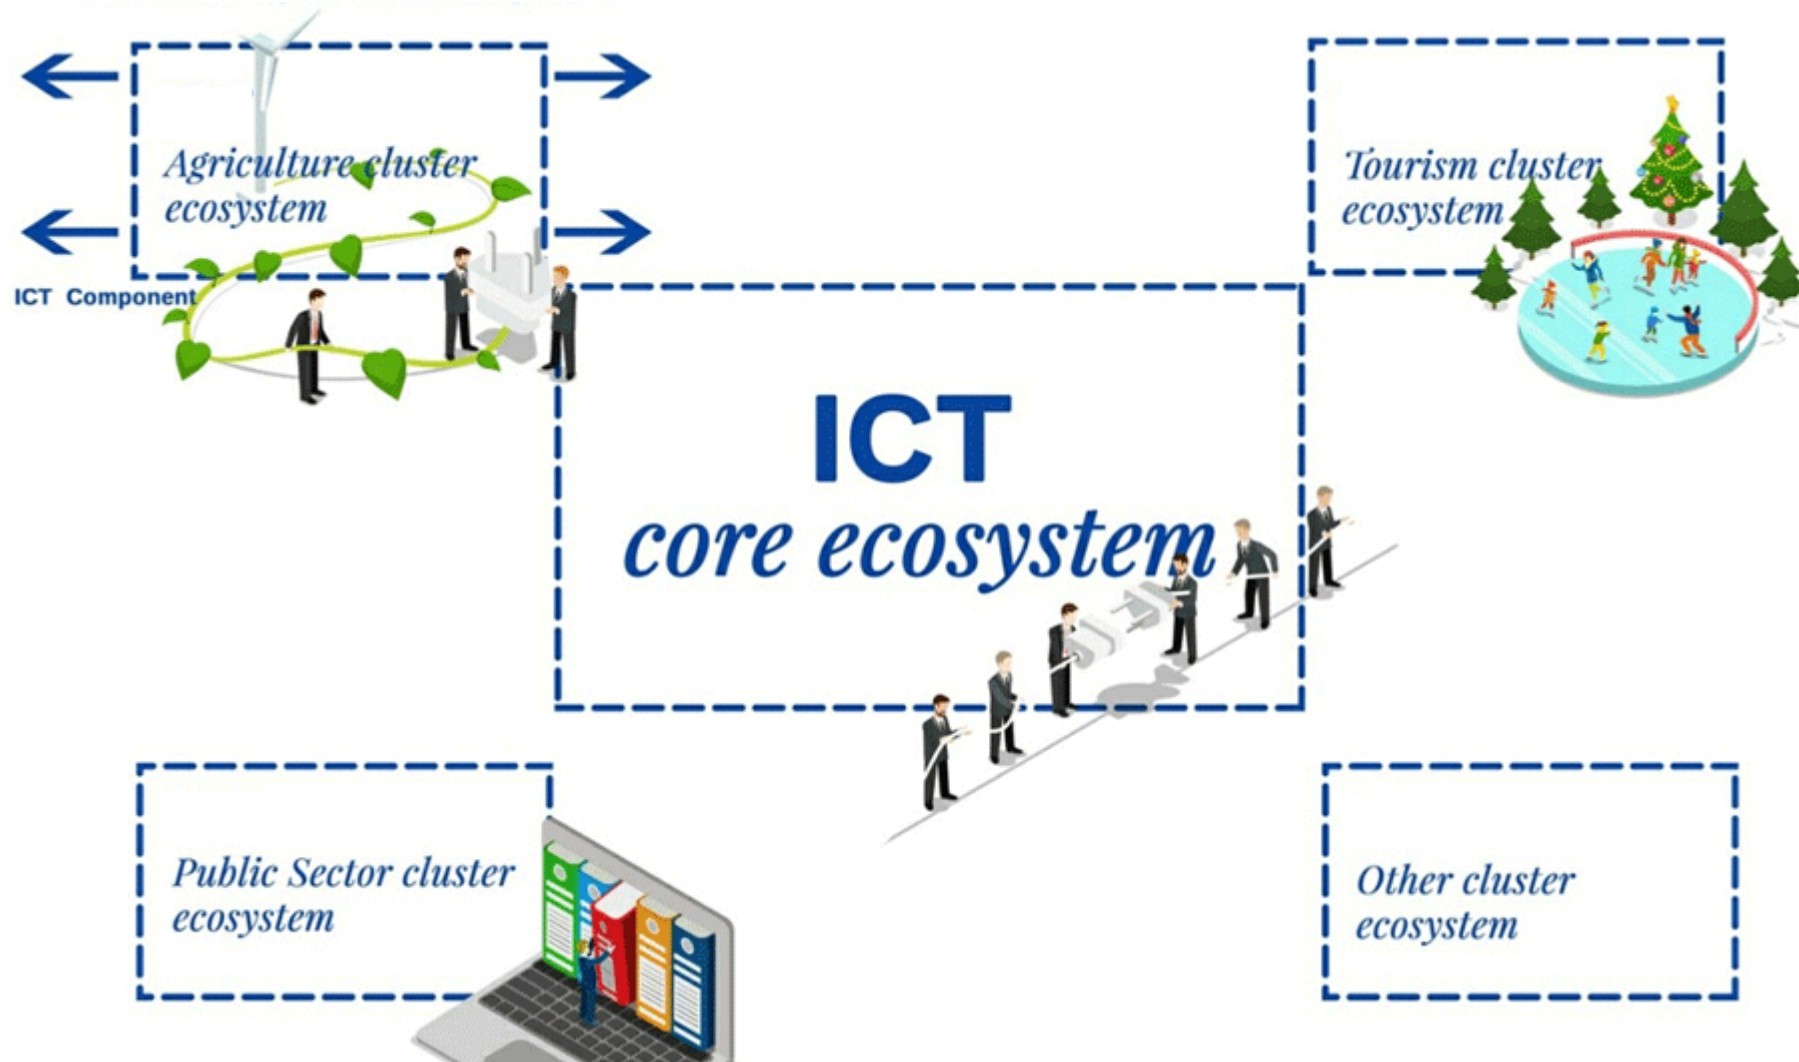 Agriculture cluster
ecosystem
Tourism cluster
ecosystem
ICT Component
ICT
core ecosystem
Public Sector cluster
ecosystem
Other cluster
ecosystem